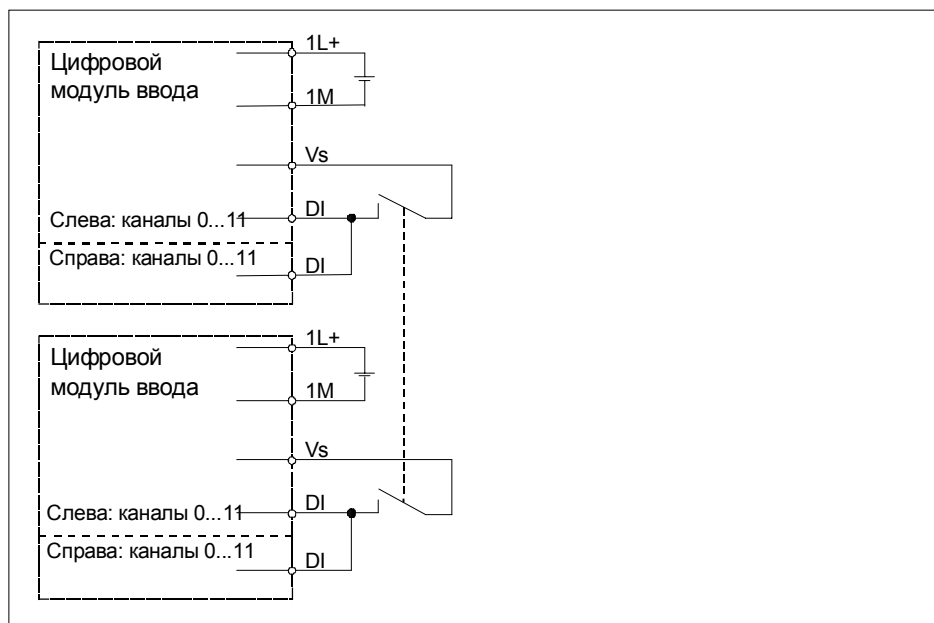 1L+
Цифровой
модуль ввода
1M
Vs
DI
Слева: каналы 0...11
Справа: каналы 0...11
DI
1L+
Цифровой
модуль ввода
1M
Vs
DI
Слева: каналы 0...11
Справа: каналы 0...11
DI